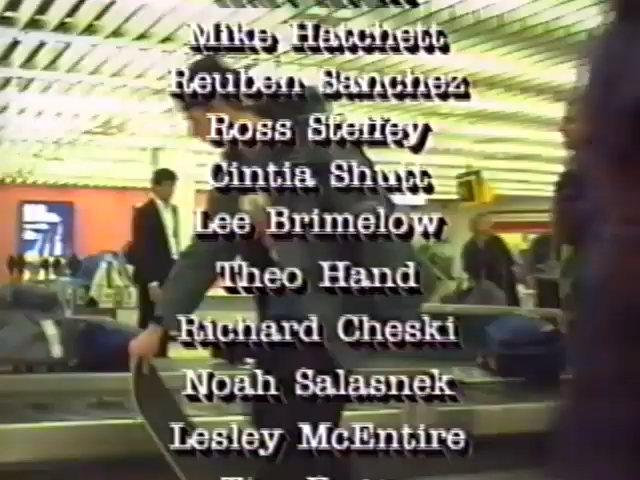 Mike Hatchett
Reuben Sanchez
Ross Steffey
Cintia Shutt
Lee Brimelow
Theo Hand
Richard Cheski
Noah Salasnek
Lesley McEntire